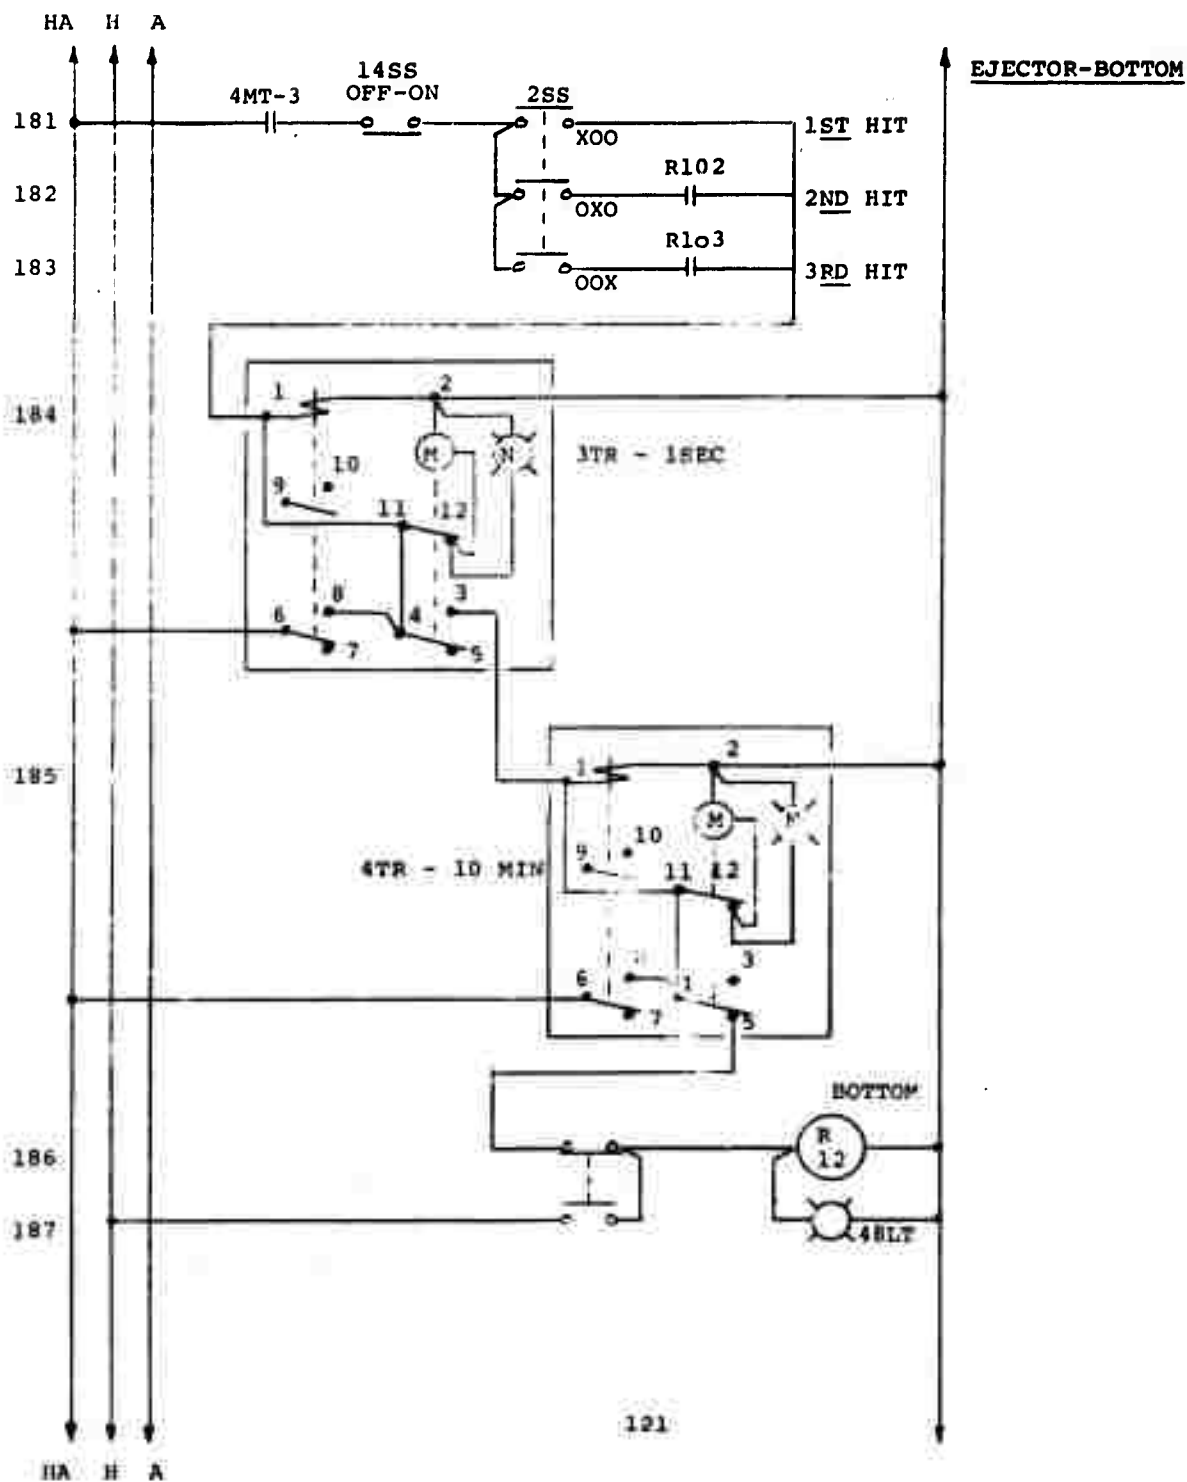 HA H A
EJECTOR-BOTTOM
14SS
OFF-ON
4MT-3
2SS
181
XOO
1ST HIT
182
R102
OXO
2ND HIT
183
R1o3
OOX
3RD HIT
184
1
2
M
N
3TR - 1SEC
9
10
11
12
8
3
6
4
7
5
185
1
2
M
N
4TR - 10 MIN
9
10
11
12
3
6
1
7
5
BOTTOM
186
R
12
187
48LT
HA H A